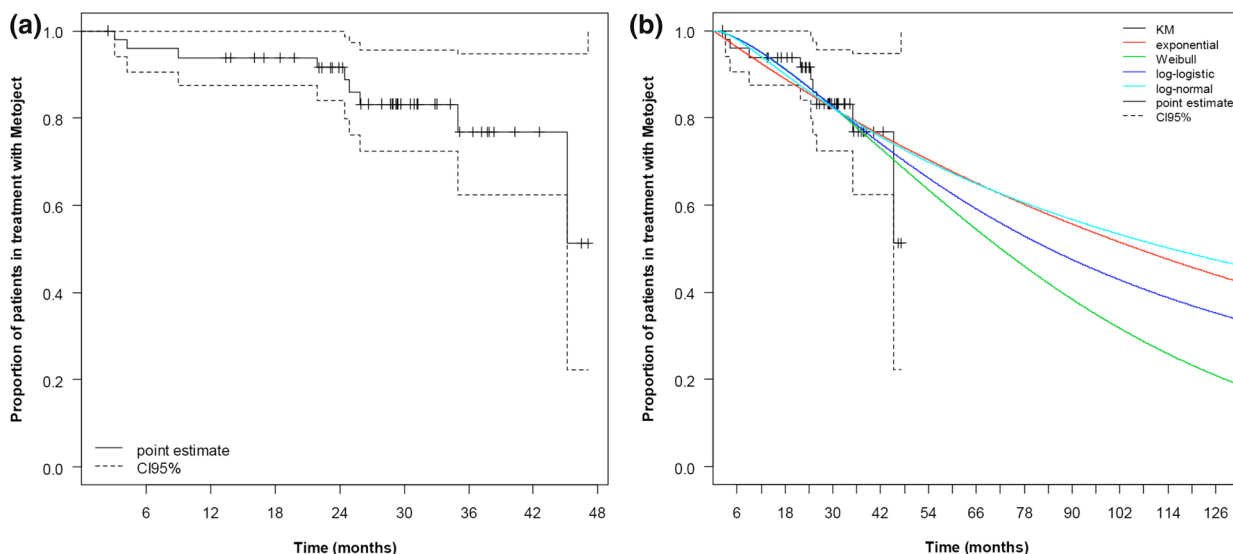 (a)
Proportion of patients in treatment with Metoject
1.0
0.8
0.6
0.4
0.2
0.0
point estimate
CI95%
6 12 18 24 30 36 42 48
Time (months)
(b)
Proportion of patients in treatment with Metoject
1.0
0.8
0.6
0.4
0.2
0.0
KM
exponential
Weibull
log-logistic
log-normal
point estimate
CI95%
6 18 30 42 54 66 78 90 102 114 126
Time (months)